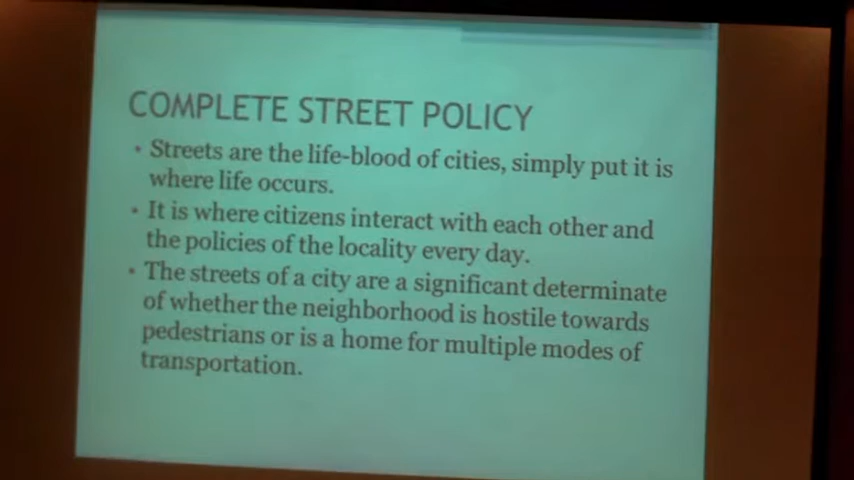 COMPLETE STREET POLICY
• Streets are the life-blood of cities, simply put it is
where life occurs.
• It is where citizens interact with each other and
the policies of the locality every day.
• The streets of a city are a significant determinate
of whether the neighborhood is hostile towards
pedestrians or is a home for multiple modes of
transportation.